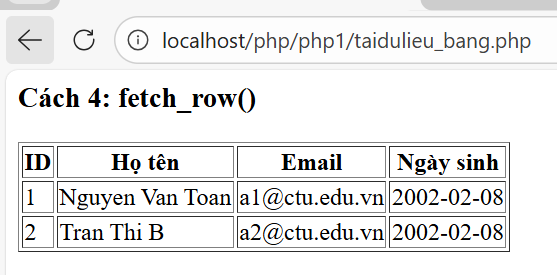 localhost/php/php1/taidulieu_bang.php
Cách 4: fetch_row()
ID Họ tên Email Ngày sinh
1 Nguyen Van Toan a1@ctu.edu.vn 2002-02-08
2 Tran Thi B a2@ctu.edu.vn 2002-02-08